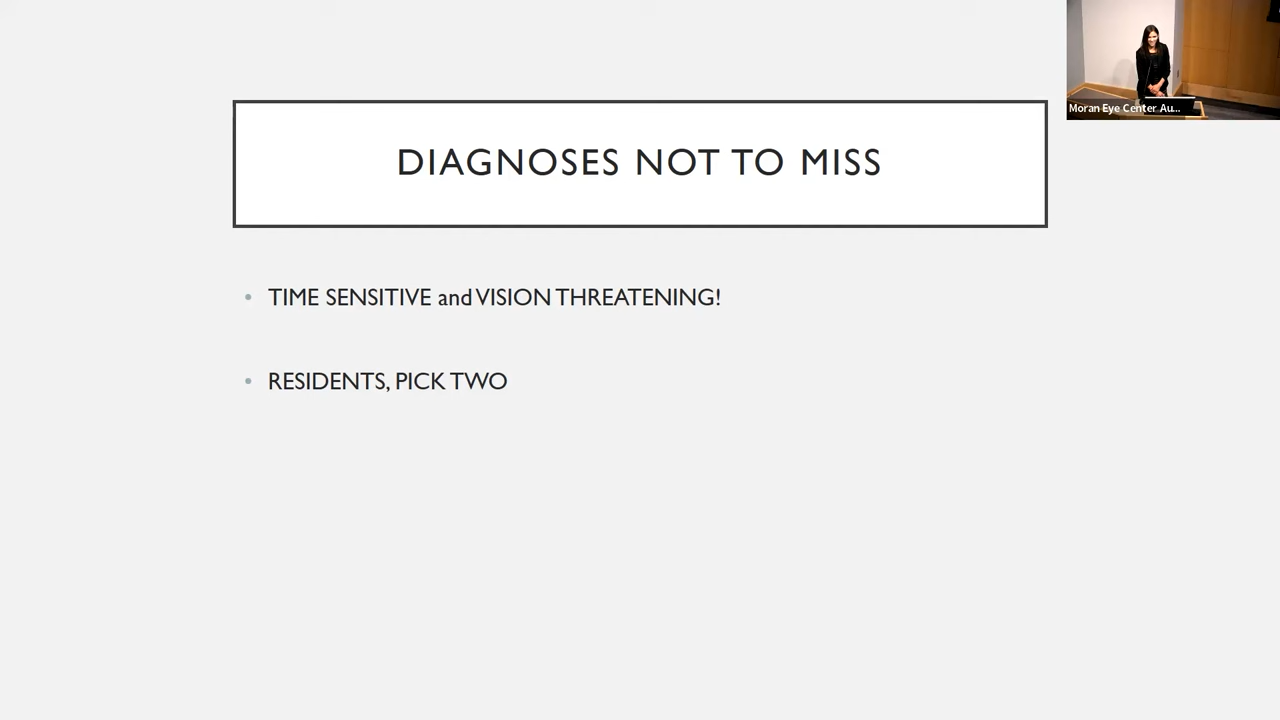 Moran Eye Center Au...
DIAGNOSES NOT TO MISS
• TIME SENSITIVE and VISION THREATENING!
• RESIDENTS, PICK TWO